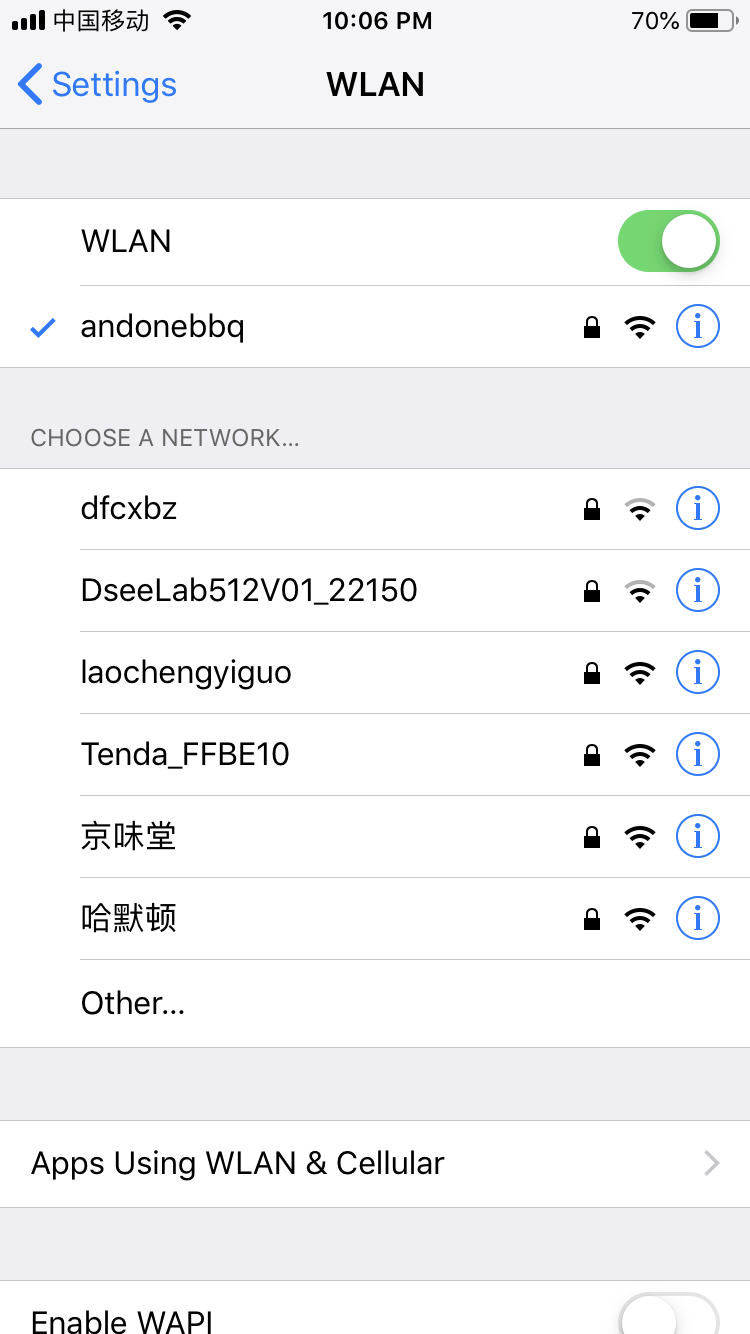 中国移动 10:06 PM 70%
Settings WLAN
WLAN
andonebbq
CHOOSE A NETWORK...
dfcxbz
DseeLab512V01_22150
laochengyiguo
Tenda_FFBE10
京味堂
哈默顿
Other...
Apps Using WLAN & Cellular
Enable WAPI